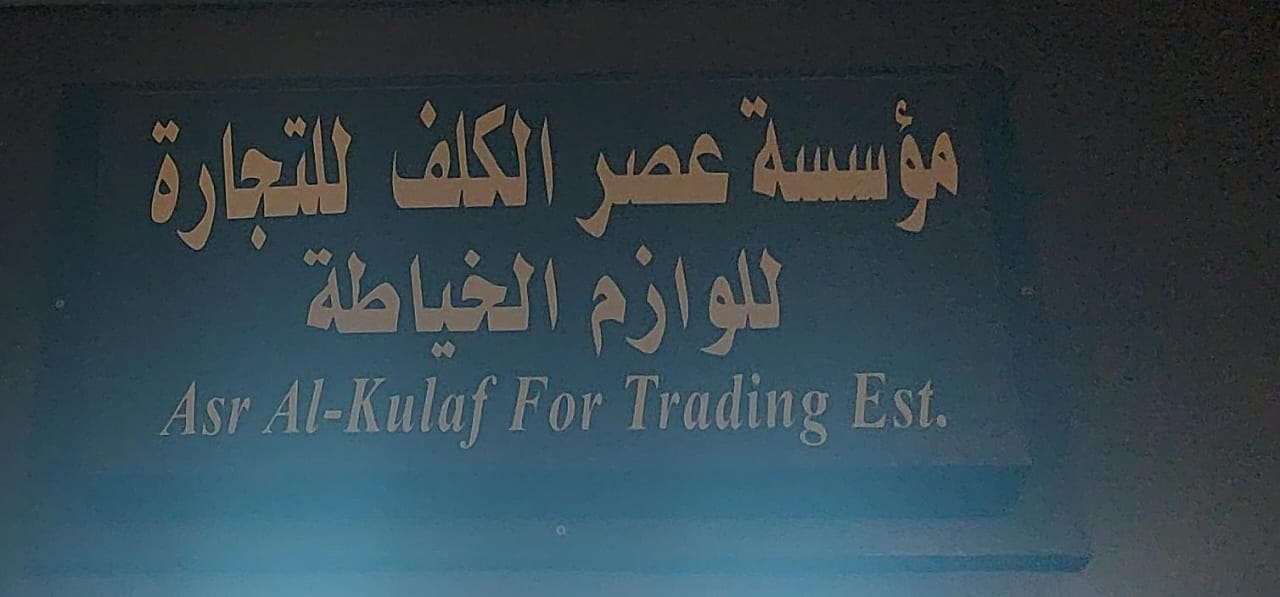 مؤسسة عصر الكلف للتجارة
للوازم الخياطة
Asr Al-Kulaf For Trading Est.